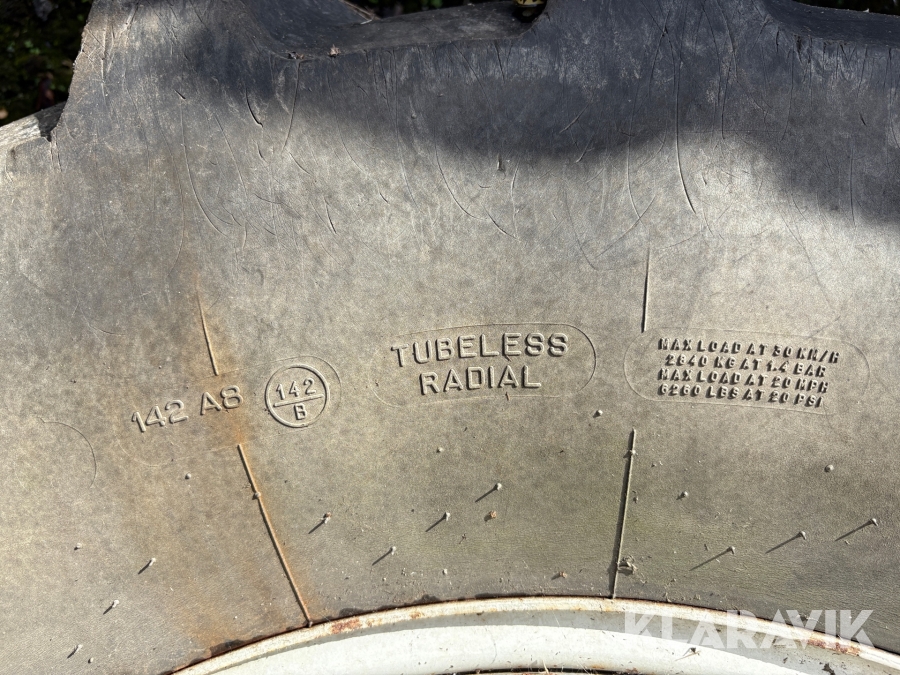 142 A8
142
B
TUBELESS
RADIAL
MAX LOAD AT 30 KM/H
2840 KG AT 1.4 BAR
MAX LOAD AT 20 MPH
6260 LBS AT 20 PSI
KLARAVIK